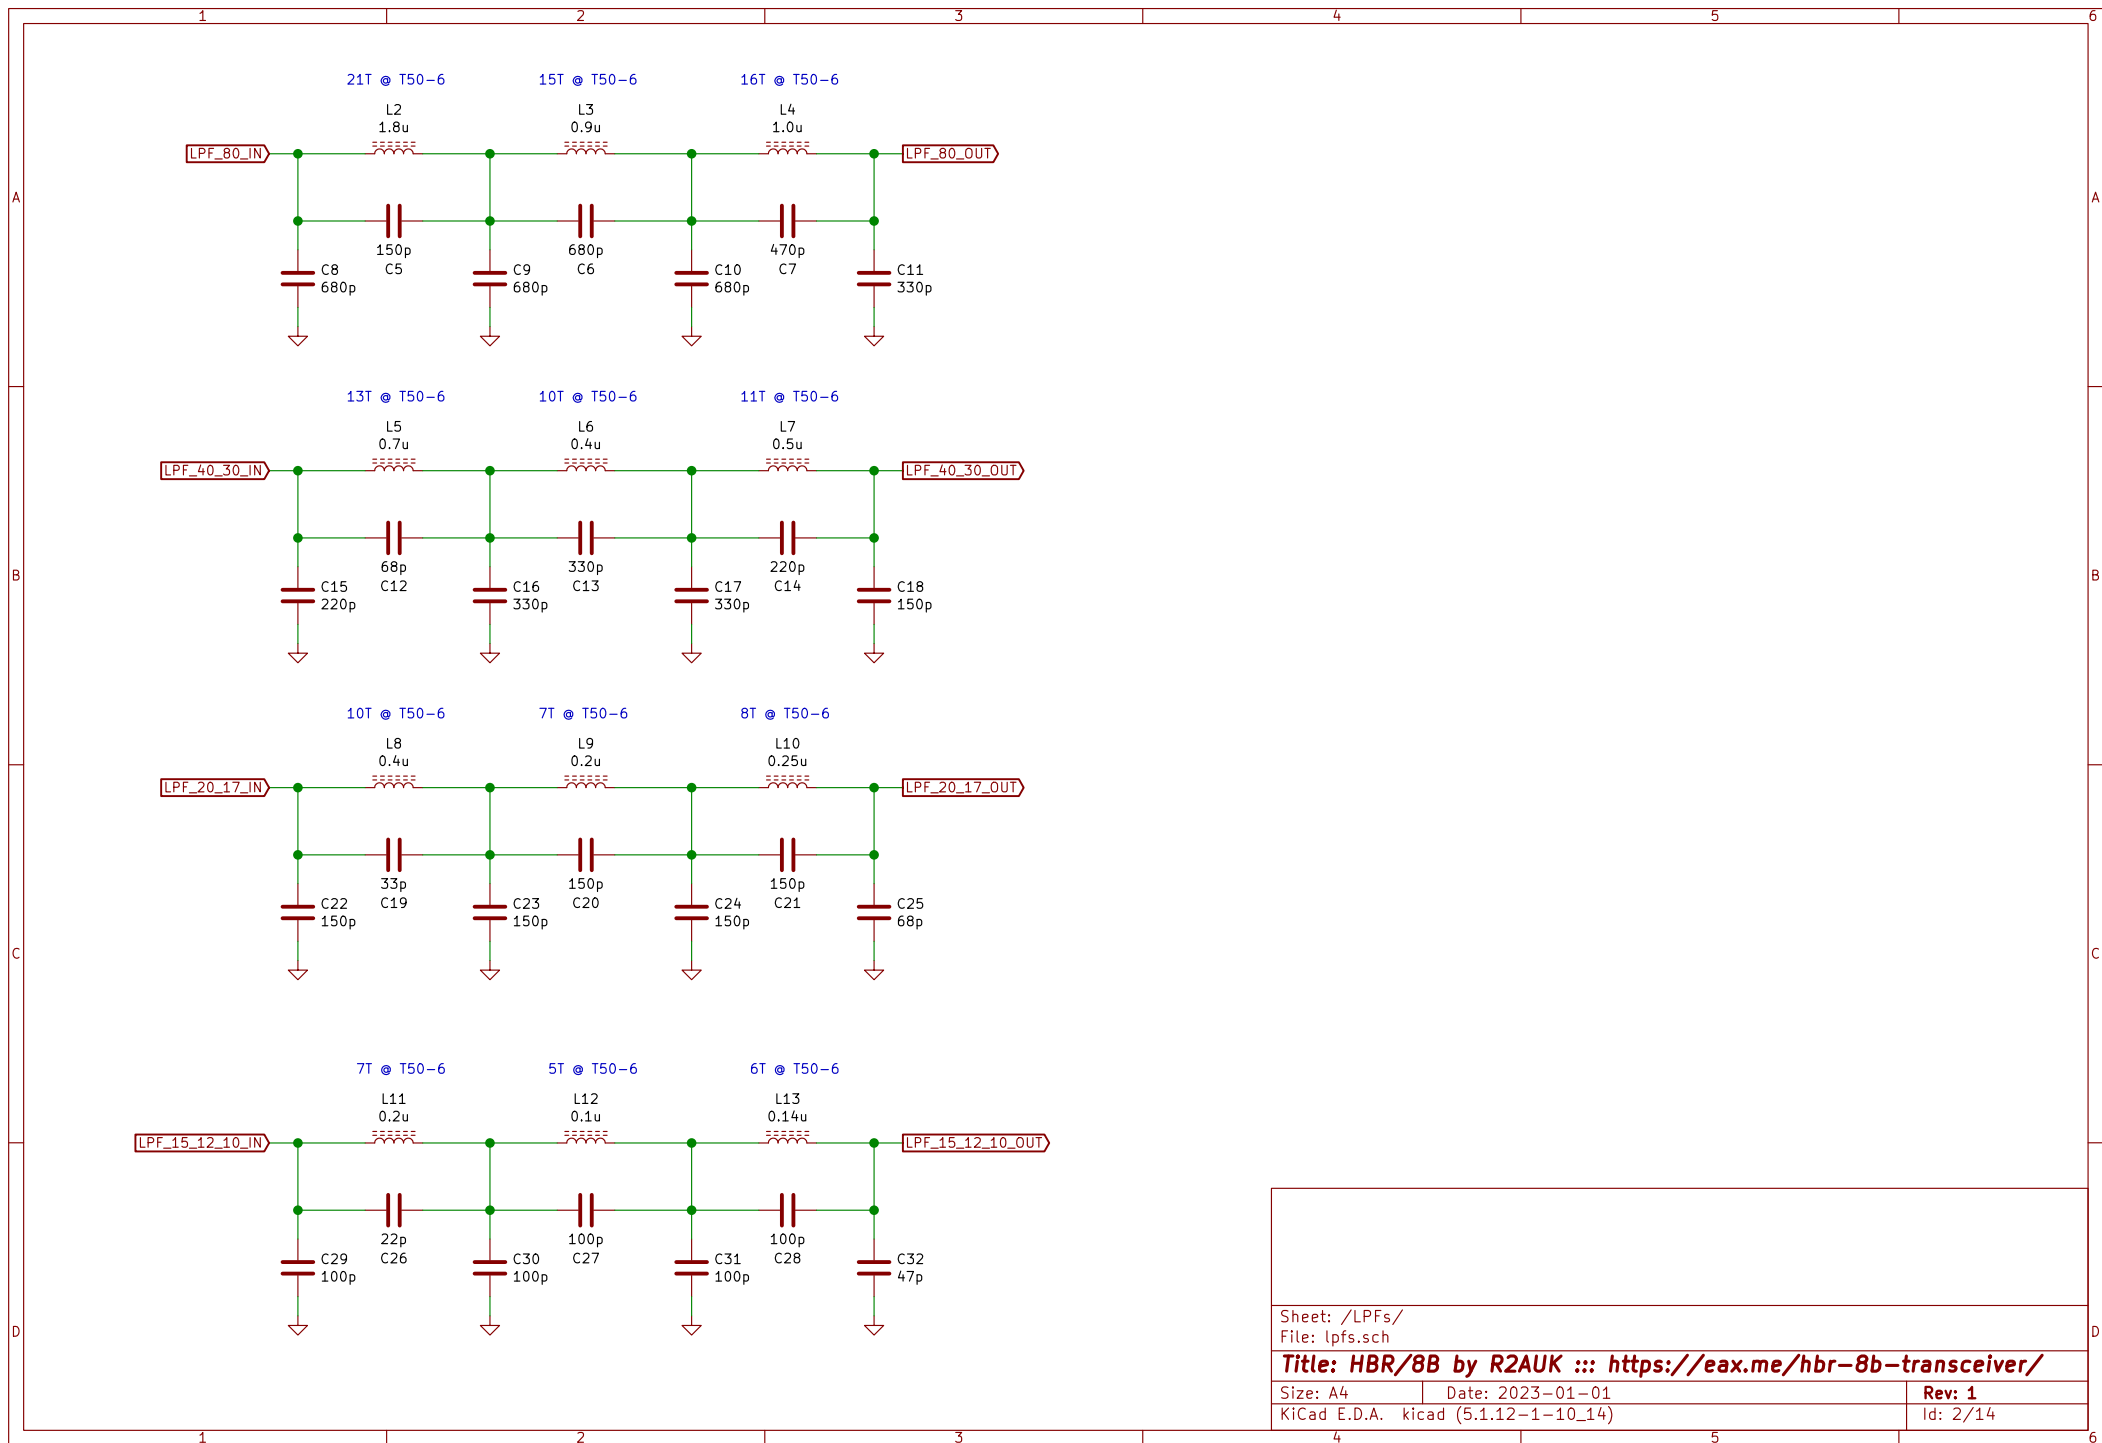 1 2 3 4 5 6
21T @ T50-6 15T @ T50-6 16T @ T50-6
L2 L3 L4
1.8u 0.9u 1.0u
LPF_80_IN LPF_80_OUT
A A
150p 680p 470p
C5 C6 C7
C8 C9 C10 C11
680p 680p 680p 330p
13T @ T50-6 10T @ T50-6 11T @ T50-6
L5 L6 L7
0.7u 0.4u 0.5u
LPF_40_30_IN LPF_40_30_OUT
68p 330p 220p
B B
C12 C13 C14
C15 C16 C17 C18
220p 330p 330p 150p
10T @ T50-6 7T @ T50-6 8T @ T50-6
L8 L9 L10
0.4u 0.2u 0.25u
LPF_20_17_IN LPF_20_17_OUT
33p 150p 150p
C19 C20 C21
C22 C23 C24 C25
150p 150p 150p 68p
C C
7T @ T50-6 5T @ T50-6 6T @ T50-6
L11 L12 L13
0.2u 0.1u 0.14u
LPF_15_12_10_IN LPF_15_12_10_OUT
22p 100p 100p
C26 C27 C28
C29 C30 C31 C32
100p 100p 100p 47p
D D
Sheet: /LPFs/
File: lpfs.sch
Title: HBR/8B by R2AUK ::: https://eax.me/hbr-8b-transceiver/
Size: A4 Date: 2023-01-01 Rev: 1
KiCad E.D.A. kicad (5.1.12-1-10_14) Id: 2/14
1 2 3 4 5 6